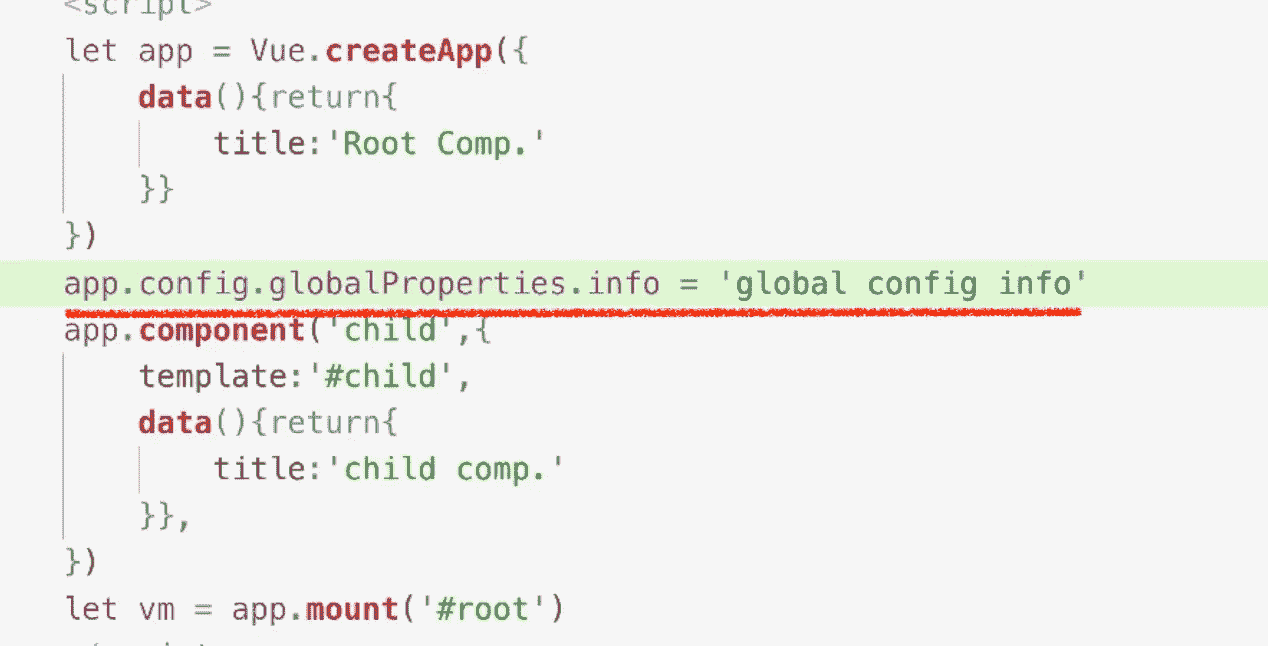 <script>
let app = Vue.createApp({
data(){return{
title:'Root Comp.'
}}
})
app.config.globalProperties.info = 'global config info'
app.component('child',{
template:'#child',
data(){return{
title:'child comp.'
}},
})
let vm = app.mount('#root')